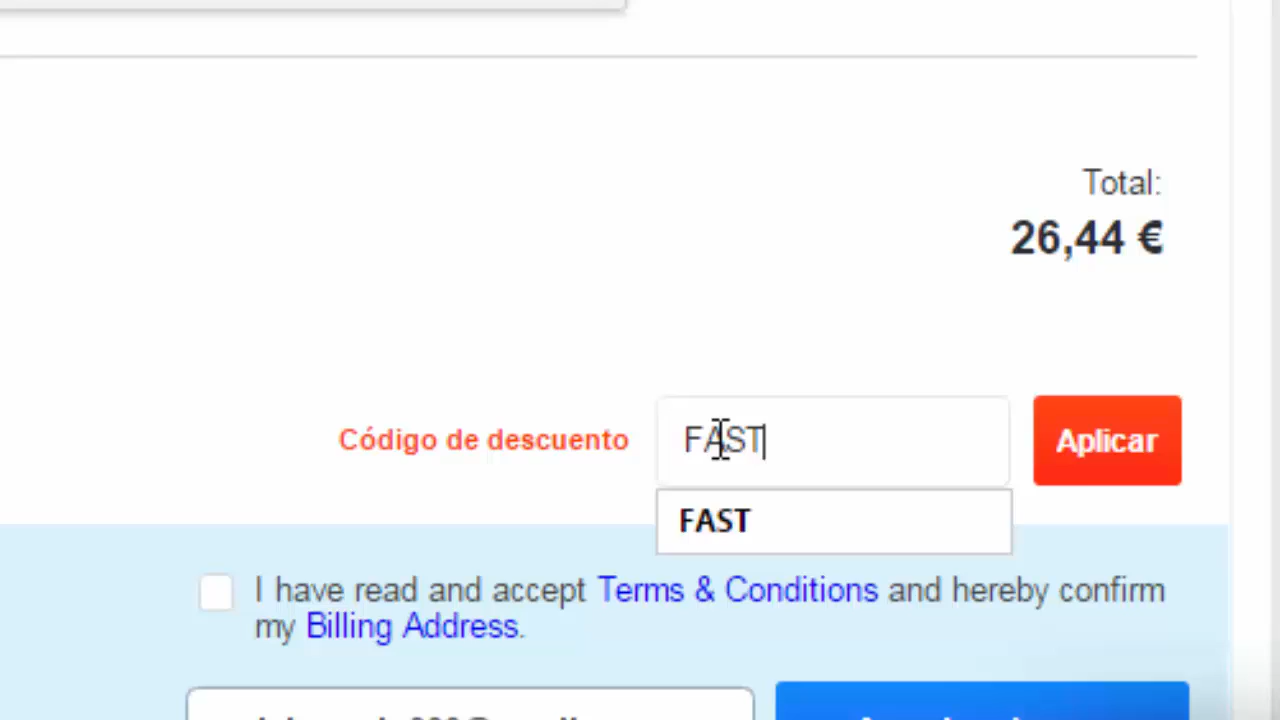 Total:
26,44 €
Código de descuento
FAST
Aplicar
FAST
I have read and accept Terms & Conditions and hereby confirm
my Billing Address.